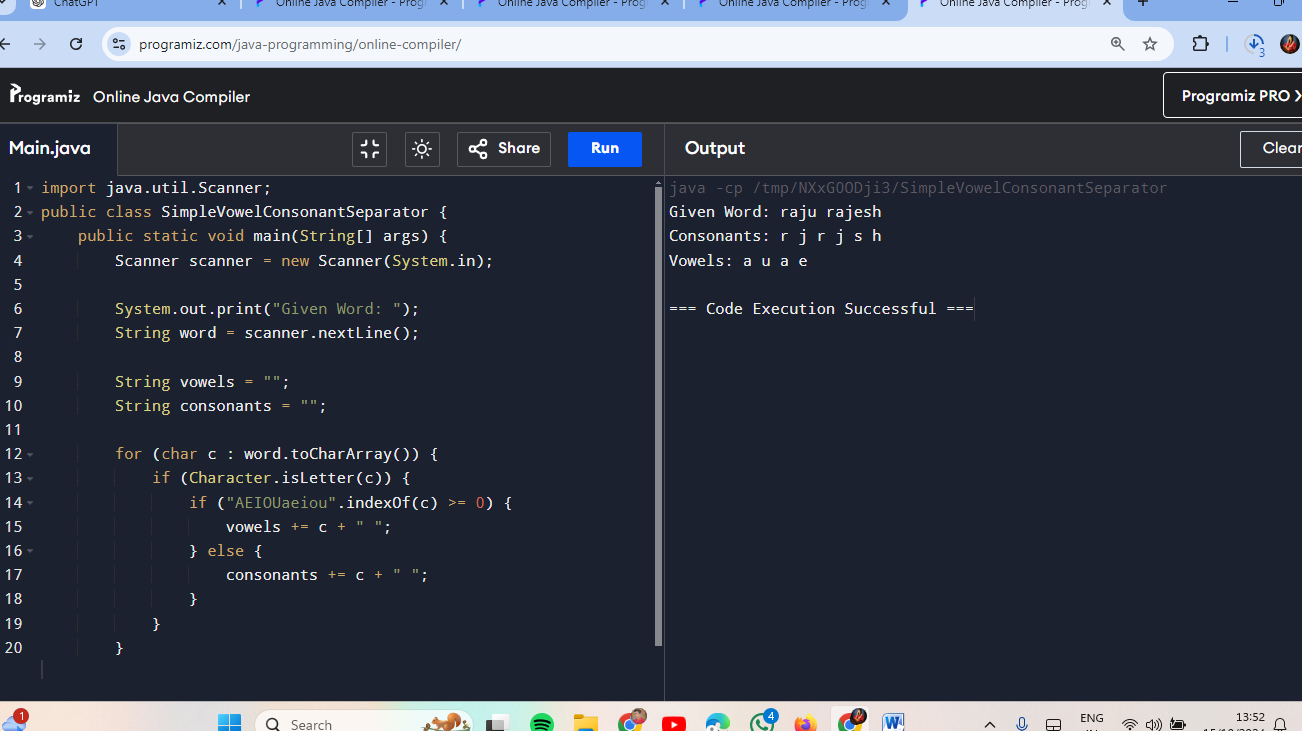 ChatGPT
Online Java Compiler - Prog
Online Java Compiler - Prog
Online Java Compiler - Prog
Online Java Compiler - Prog
programiz.com/java-programming/online-compiler/
3
Programiz Online Java Compiler
Programiz PRO
Main.java
Share
Run
Output
Clear
1 import java.util.Scanner;
2 public class SimpleVowelConsonantSeparator {
3 public static void main(String[] args) {
4 Scanner scanner = new Scanner(System.in);
5
6 System.out.print("Given Word: ");
7 String word = scanner.nextLine();
8
9 String vowels = "";
10 String consonants = "";
11
12 for (char c : word.toCharArray()) {
13 if (Character.isLetter(c)) {
14 if ("AEIOUaeiou".indexOf(c) >= 0) {
15 vowels += c + " ";
16 } else {
17 consonants += c + " ";
18 }
19 }
20 }
java -cp /tmp/NXxGOODji3/SimpleVowelConsonantSeparator
Given Word: raju rajesh
Consonants: r j r j s h
Vowels: a u a e
=== Code Execution Successful ===
1
Search
4
ENG
13:52